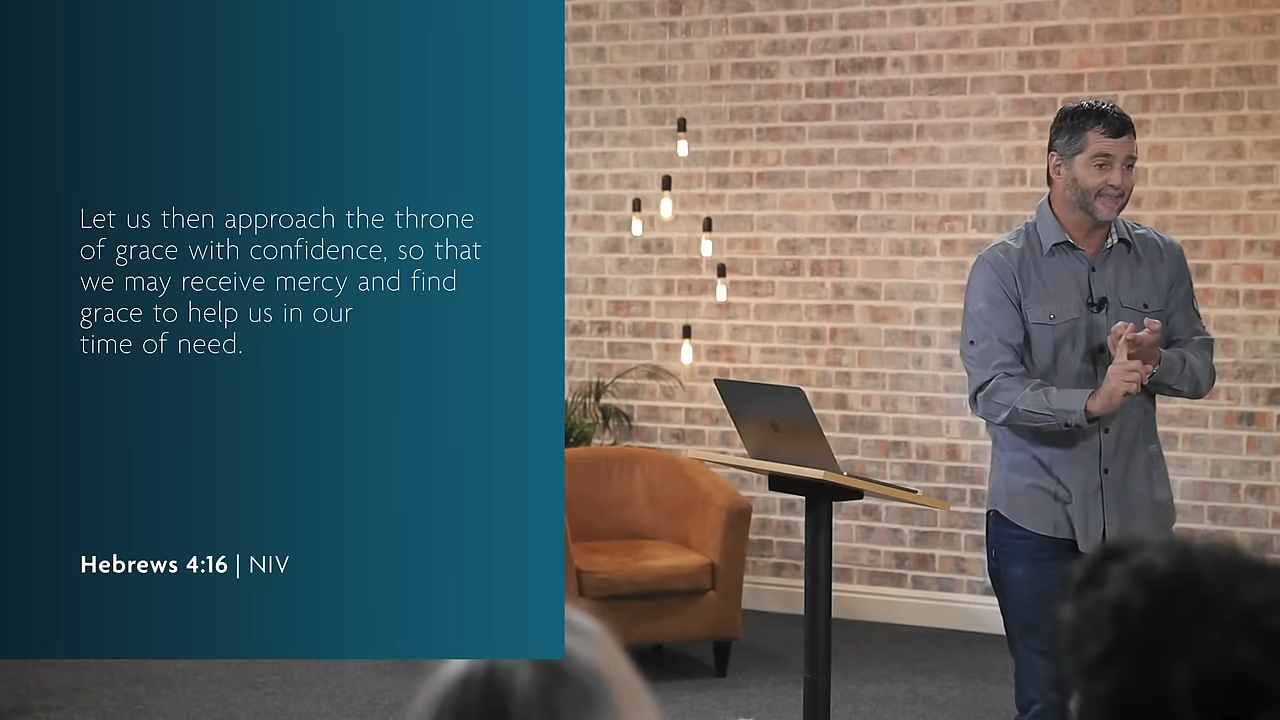 Let us then approach the throne
of grace with confidence, so that
we may receive mercy and find
grace to help us in our
time of need.
Hebrews 4:16 | NIV